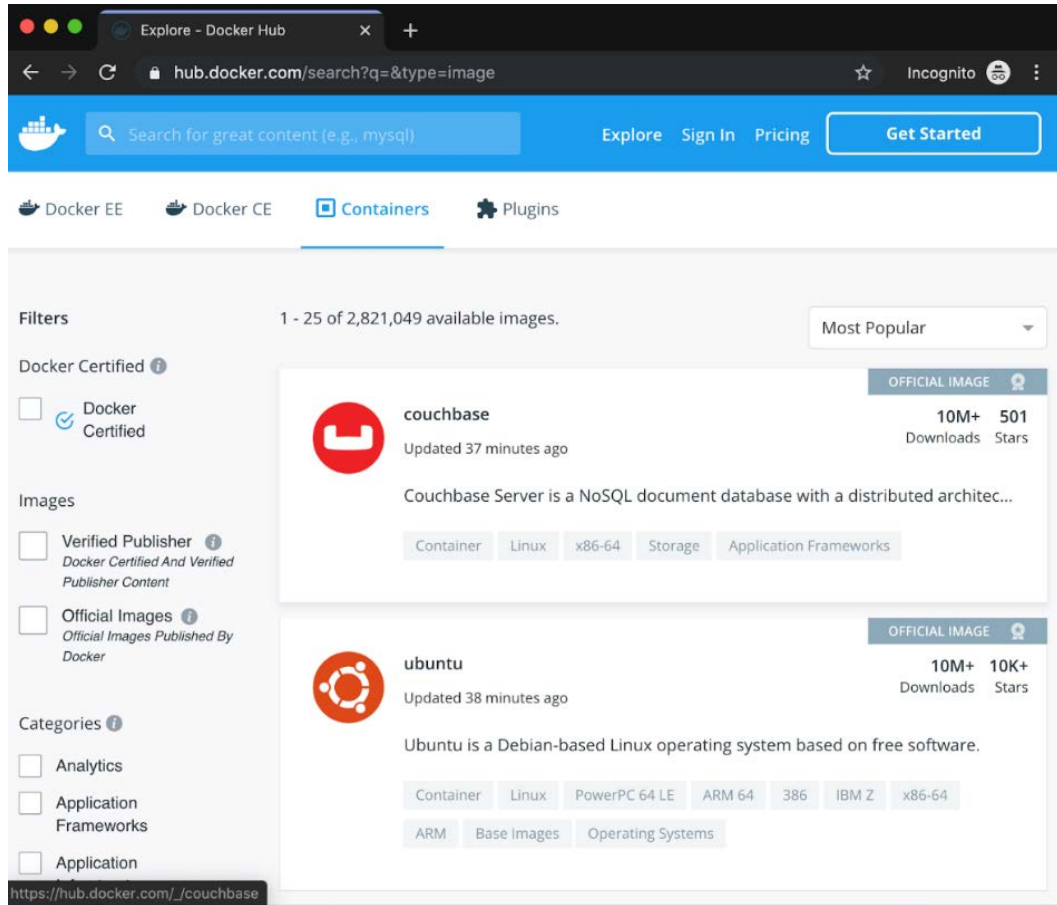 Explore - Docker Hub
hub.docker.com/search?q=&type=image
Incognito
Search for great content (e.g., mysql)
Explore Sign In Pricing Get Started
Docker EE Docker CE Containers Plugins
Filters
1 - 25 of 2,821,049 available images.
Most Popular
Docker Certified
Docker
Certified
Images
Verified Publisher
Docker Certified And Verified
Publisher Content
Official Images
Official Images Published By
Docker
Categories
Analytics
Application
Frameworks
Application
OFFICIAL IMAGE
couchbase
10M+ 501
Updated 37 minutes ago
Downloads Stars
Couchbase Server is a NoSQL document database with a distributed architec...
Container Linux x86-64 Storage Application Frameworks
OFFICIAL IMAGE
ubuntu
10M+ 10K+
Updated 38 minutes ago
Downloads Stars
Ubuntu is a Debian-based Linux operating system based on free software.
Container Linux PowerPC 64 LE ARM 64 386 IBM Z x86-64
ARM Base Images Operating Systems
https://hub.docker.com/_/couchbase